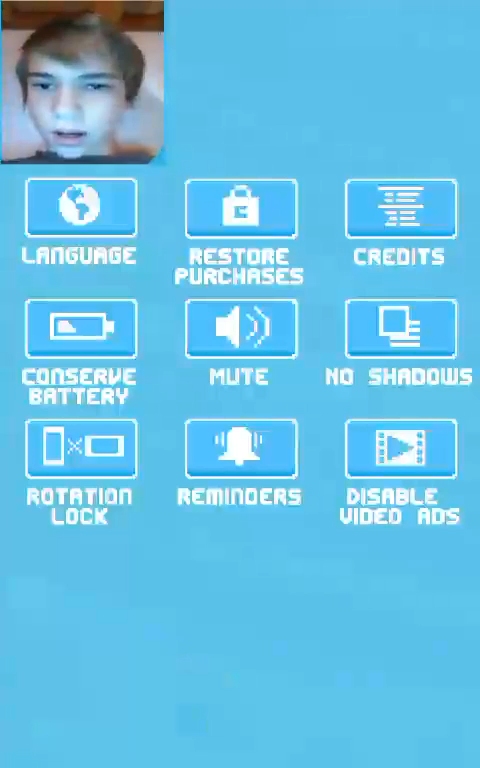 LANGUAGE
RESTORE
PURCHASES
CREDITS
CONSERVE
BATTERY
MUTE
NO SHADOWS
ROTATION
LOCK
REMINDERS
DISABLE
VIDEO ADS